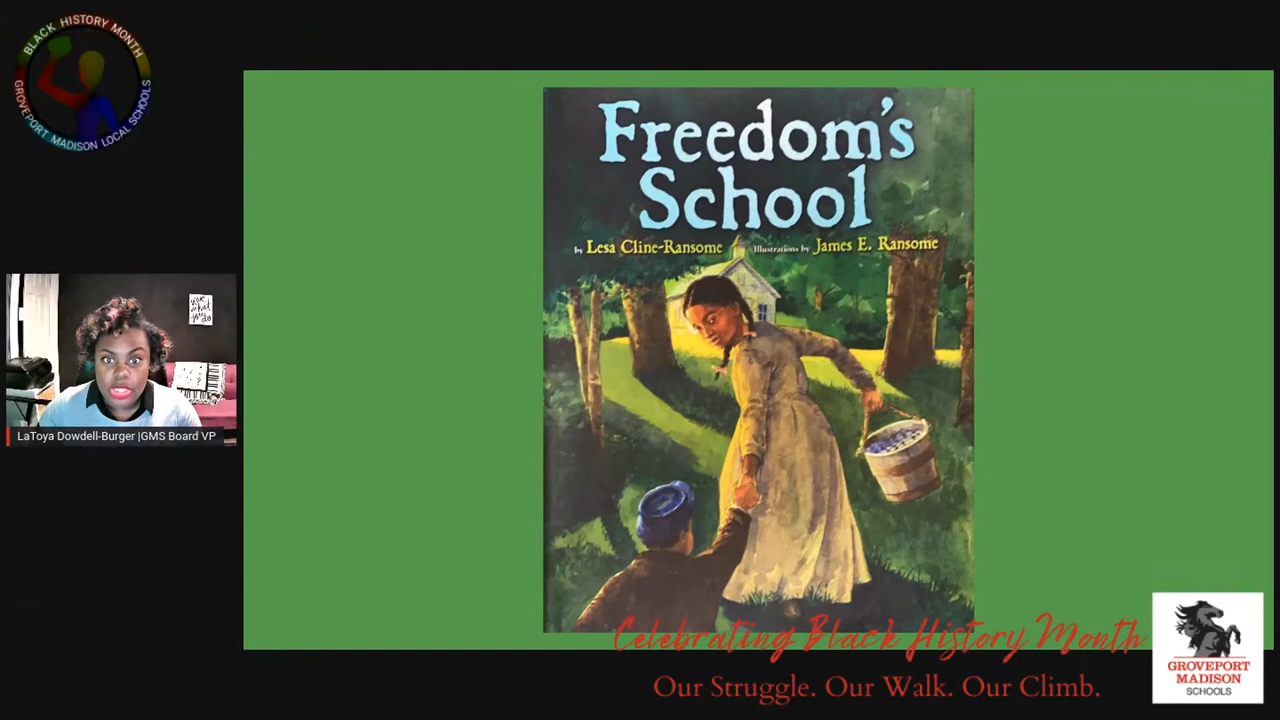 BLACK HISTORY MONTH
GROVEPORT MADISON LOCAL SCHOOLS
Freedom's
School
by Lesa Cline-Ransome
Illustrations by James E. Ransome
LaToya Dowdell-Burger |GMS Board VP
Celebrating Black History Month
Our Struggle. Our Walk. Our Climb.
GROVEPORT
MADISON
SCHOOLS